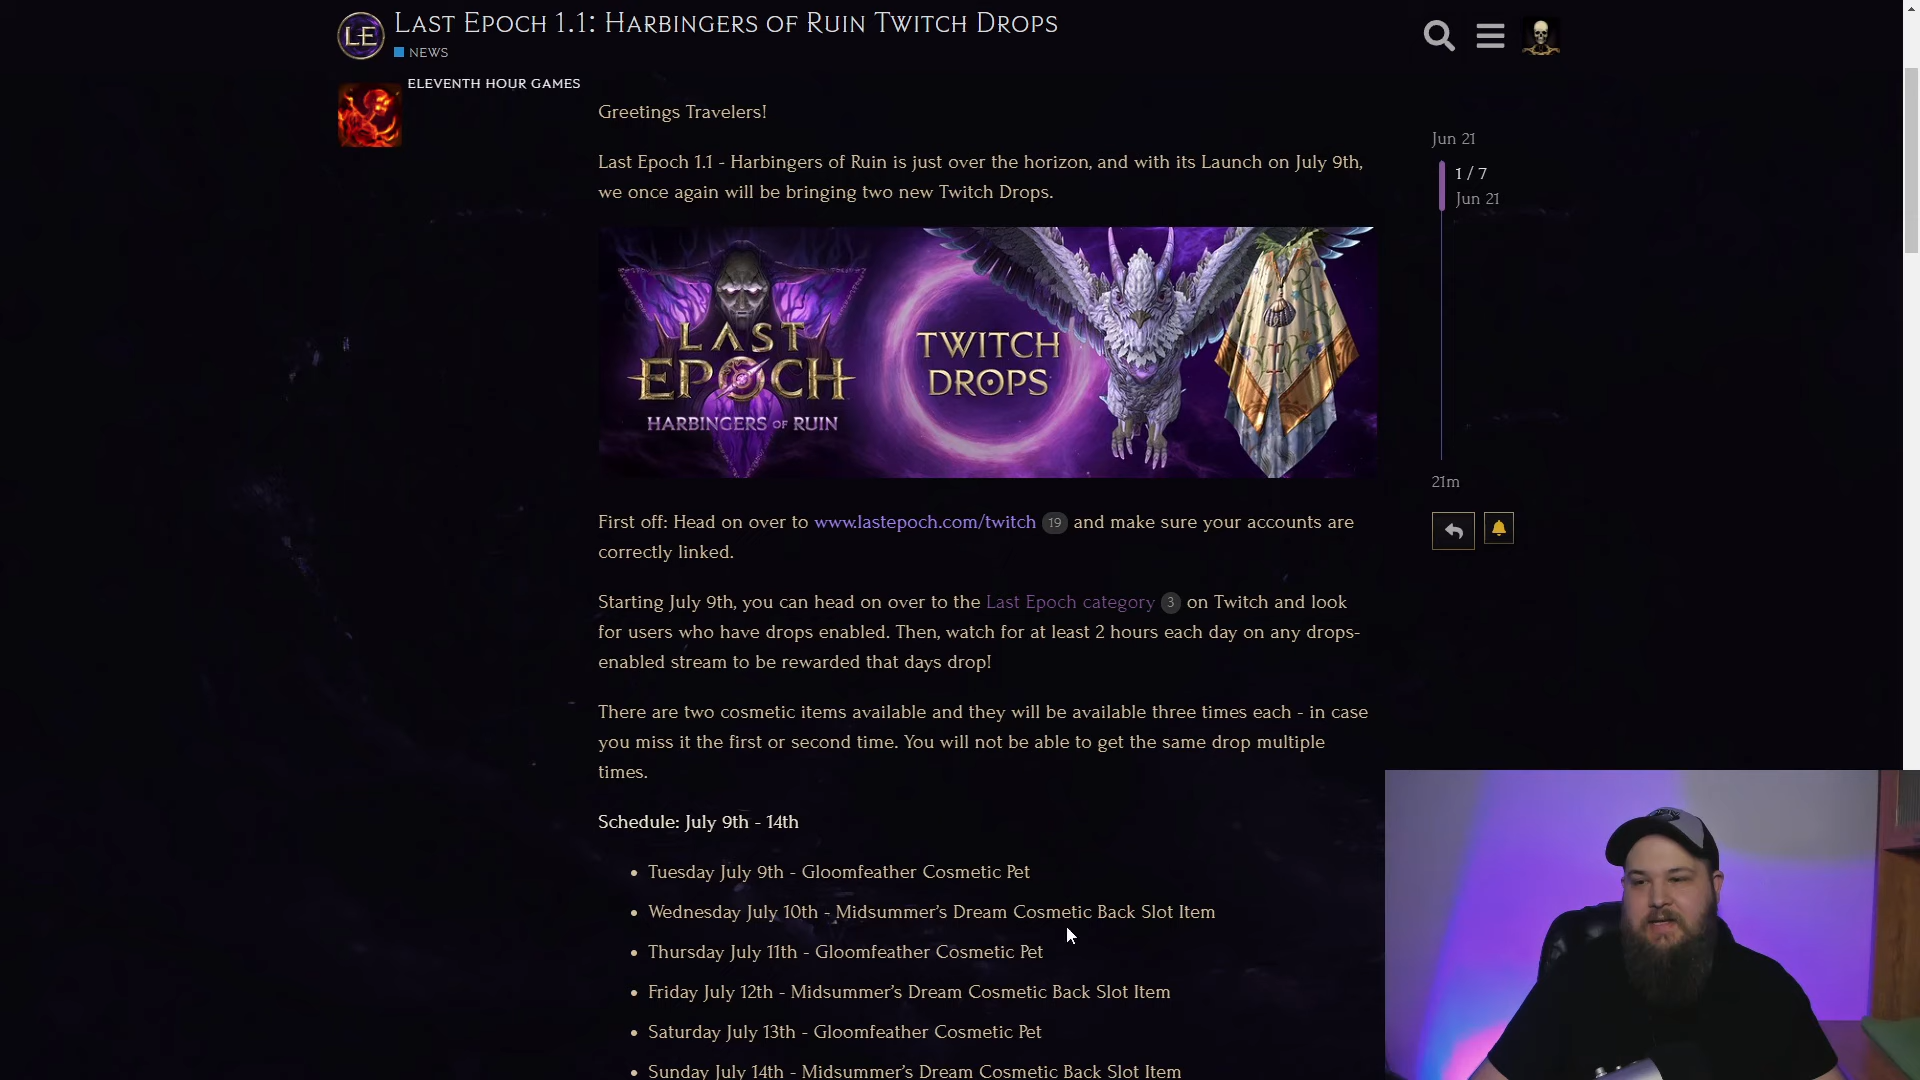 LAST EPOCH 1.1: HARBINGERS OF RUIN TWITCH DROPS
LE
NEWS
ELEVENTH HOUR GAMES
Greetings Travelers!
Last Epoch 1.1 - Harbingers of Ruin is just over the horizon, and with its Launch on July 9th,
we once again will be bringing two new Twitch Drops.
LAST
EPOCH
HARBINGERS OF RUIN
TWITCH
DROPS
First off: Head on over to www.lastepoch.com/twitch 19 and make sure your accounts are
correctly linked.
Starting July 9th, you can head on over to the Last Epoch category 3 on Twitch and look
for users who have drops enabled. Then, watch for at least 2 hours each day on any drops-
enabled stream to be rewarded that days drop!
There are two cosmetic items available and they will be available three times each - in case
you miss it the first or second time. You will not be able to get the same drop multiple
times.
Schedule: July 9th - 14th
• Tuesday July 9th - Gloomfeather Cosmetic Pet
• Wednesday July 10th - Midsummer's Dream Cosmetic Back Slot Item
• Thursday July 11th - Gloomfeather Cosmetic Pet
• Friday July 12th - Midsummer's Dream Cosmetic Back Slot Item
• Saturday July 13th - Gloomfeather Cosmetic Pet
• Sunday July 14th - Midsummer's Dream Cosmetic Back Slot Item
Jun 21
1 / 7
Jun 21
21m